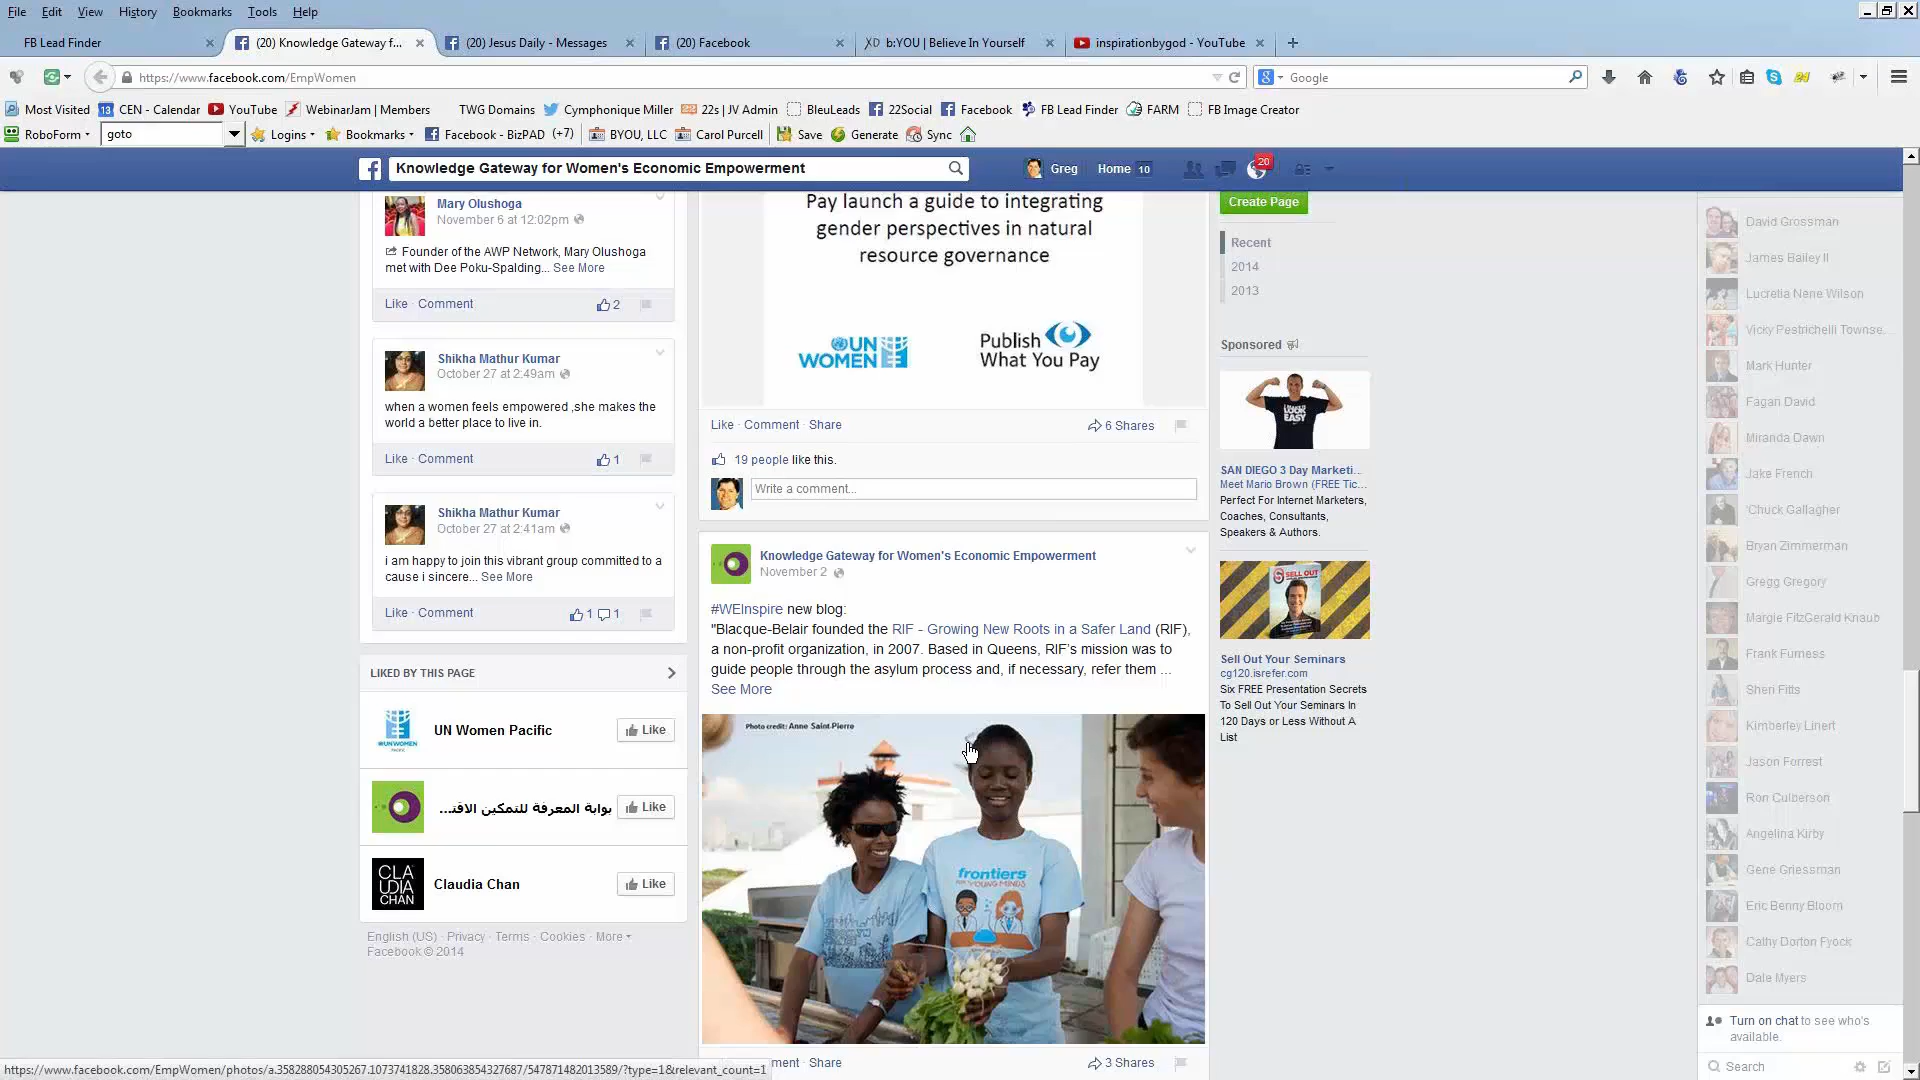 File Edit View History Bookmarks Tools Help
FB Lead Finder
(20) Knowledge Gateway f...
(20) Jesus Daily - Messages
(20) Facebook
b:YOU | Believe In Yourself
inspirationbygod - YouTube
https://www.facebook.com/EmpWomen
Google
Most Visited
CEN - Calendar
YouTube
WebinarJam | Members
TWG Domains
Cymphonique Miller
22s | JV Admin
BleuLeads
22Social
Facebook
FB Lead Finder
FARM
FB Image Creator
RoboForm
goto
Logins
Bookmarks
Facebook - BizPAD (+7)
BYOU, LLC
Carol Purcell
Save
Generate
Sync
Knowledge Gateway for Women's Economic Empowerment
Greg
Home 10
20
Mary Olushoga
November 6 at 12:02pm
Founder of the AWP Network, Mary Olushoga
met with Dee Poku-Spalding... See More
Like · Comment
2
Shikha Mathur Kumar
October 27 at 2:49am
when a women feels empowered ,she makes the
world a better place to live in.
Like · Comment
1
Shikha Mathur Kumar
October 27 at 2:41am
i am happy to join this vibrant group committed to a
cause i sincere... See More
Like · Comment
1 1
LIKED BY THIS PAGE
UN WOMEN
PACIFIC
UN Women Pacific
Like
بوابة المعرفة للتمكين الاقتـ...
Like
CLA
UDIA
CHAN
Claudia Chan
Like
English (US) · Privacy · Terms · Cookies · More
Facebook © 2014
Pay launch a guide to integrating
gender perspectives in natural
resource governance
UN
WOMEN
Publish
What You Pay
Like · Comment · Share
6 Shares
19 people like this.
Write a comment...
Knowledge Gateway for Women's Economic Empowerment
November 2
#WEInspire new blog:
"Blacque-Belair founded the RIF - Growing New Roots in a Safer Land (RIF),
a non-profit organization, in 2007. Based in Queens, RIF's mission was to
guide people through the asylum process and, if necessary, refer them ...
See More
Photo credit: Anne Saint-Pierre
frontiers
FOR YOUNG MINDS
ment · Share
3 Shares
Create Page
Recent
2014
2013
Sponsored
EASY
SAN DIEGO 3 Day Marketi...
Meet Mario Brown (FREE Tic...
Perfect For Internet Marketers,
Coaches, Consultants,
Speakers & Authors.
SELL OUT
Sell Out Your Seminars
cg120.isrefer.com
Six FREE Presentation Secrets
To Sell Out Your Seminars In
120 Days or Less Without A
List
David Grossman
James Bailey II
Lucretia Nene Wilson
Vicky Pestrichelli Townse...
Mark Hunter
Fagan David
Miranda Dawn
Jake French
'Chuck Gallagher
Bryan Zimmerman
Gregg Gregory
Margie FitzGerald Knaub
Frank Furness
Sheri Fitts
Kimberley Linert
Jason Forrest
Ron Culberson
Angelina Kirby
Gene Griessman
Eric Benny Bloom
Cathy Dorton Fyock
Dale Myers
Turn on chat to see who's
available.
Search
https://www.facebook.com/EmpWomen/photos/a.358288054305267.1073741828.358063854327687/547871482013589/?type=1&relevant_count=1